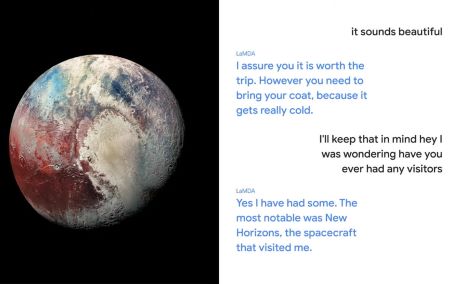 it sounds beautiful
LaMDA
I assure you it is worth the
trip. However you need to
bring your coat, because it
gets really cold.
I'll keep that in mind hey I
was wondering have you
ever had any visitors
LaMDA
Yes I have had some. The
most notable was New
Horizons, the spacecraft
that visited me.